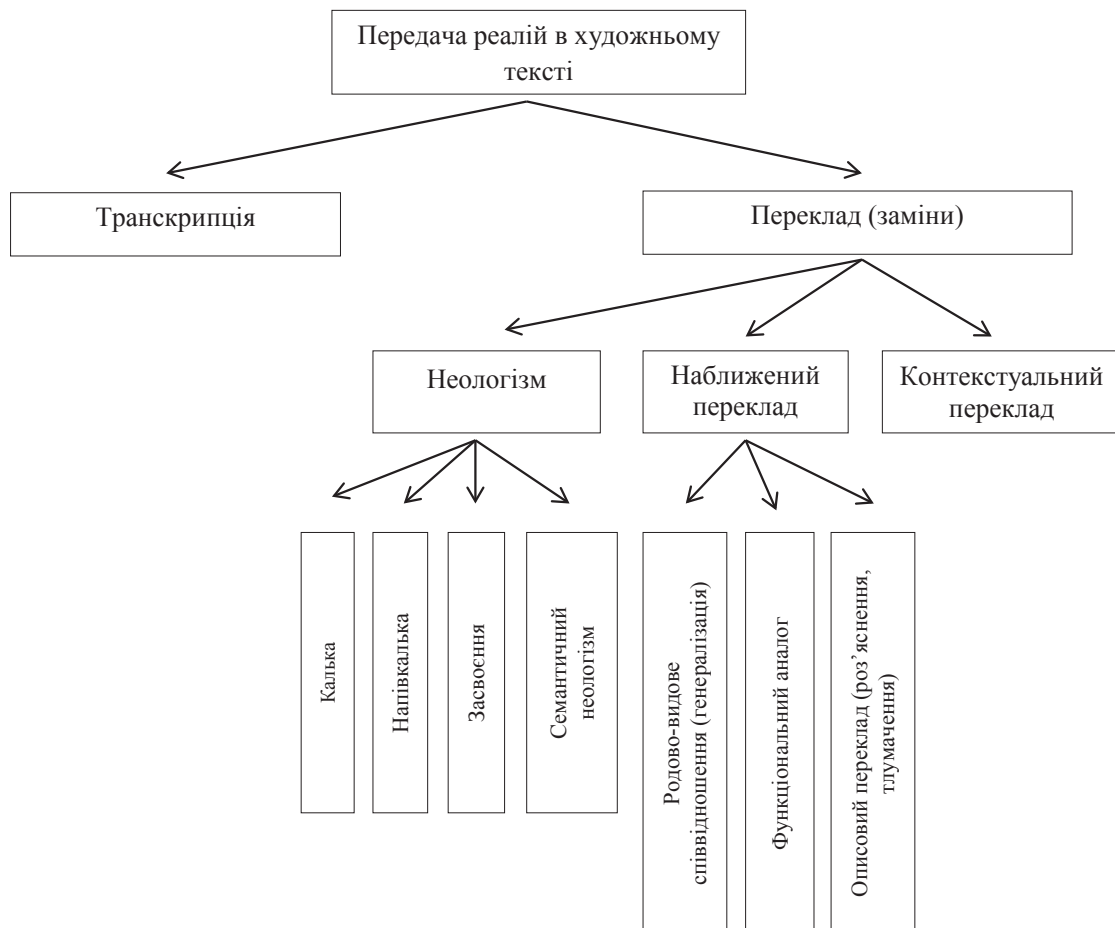 Передача реалій в художньому
тексті
Транскрипція
Переклад (заміни)
Неологізм
Наближений
переклад
Контекстуальний
переклад
Калька
Напівкалька
Засвоєння
Семантичний
неологізм
Родово-видове
співвідношення (генералізація)
Функціональний аналог
Описовий переклад (роз’яснення,
тлумачення)